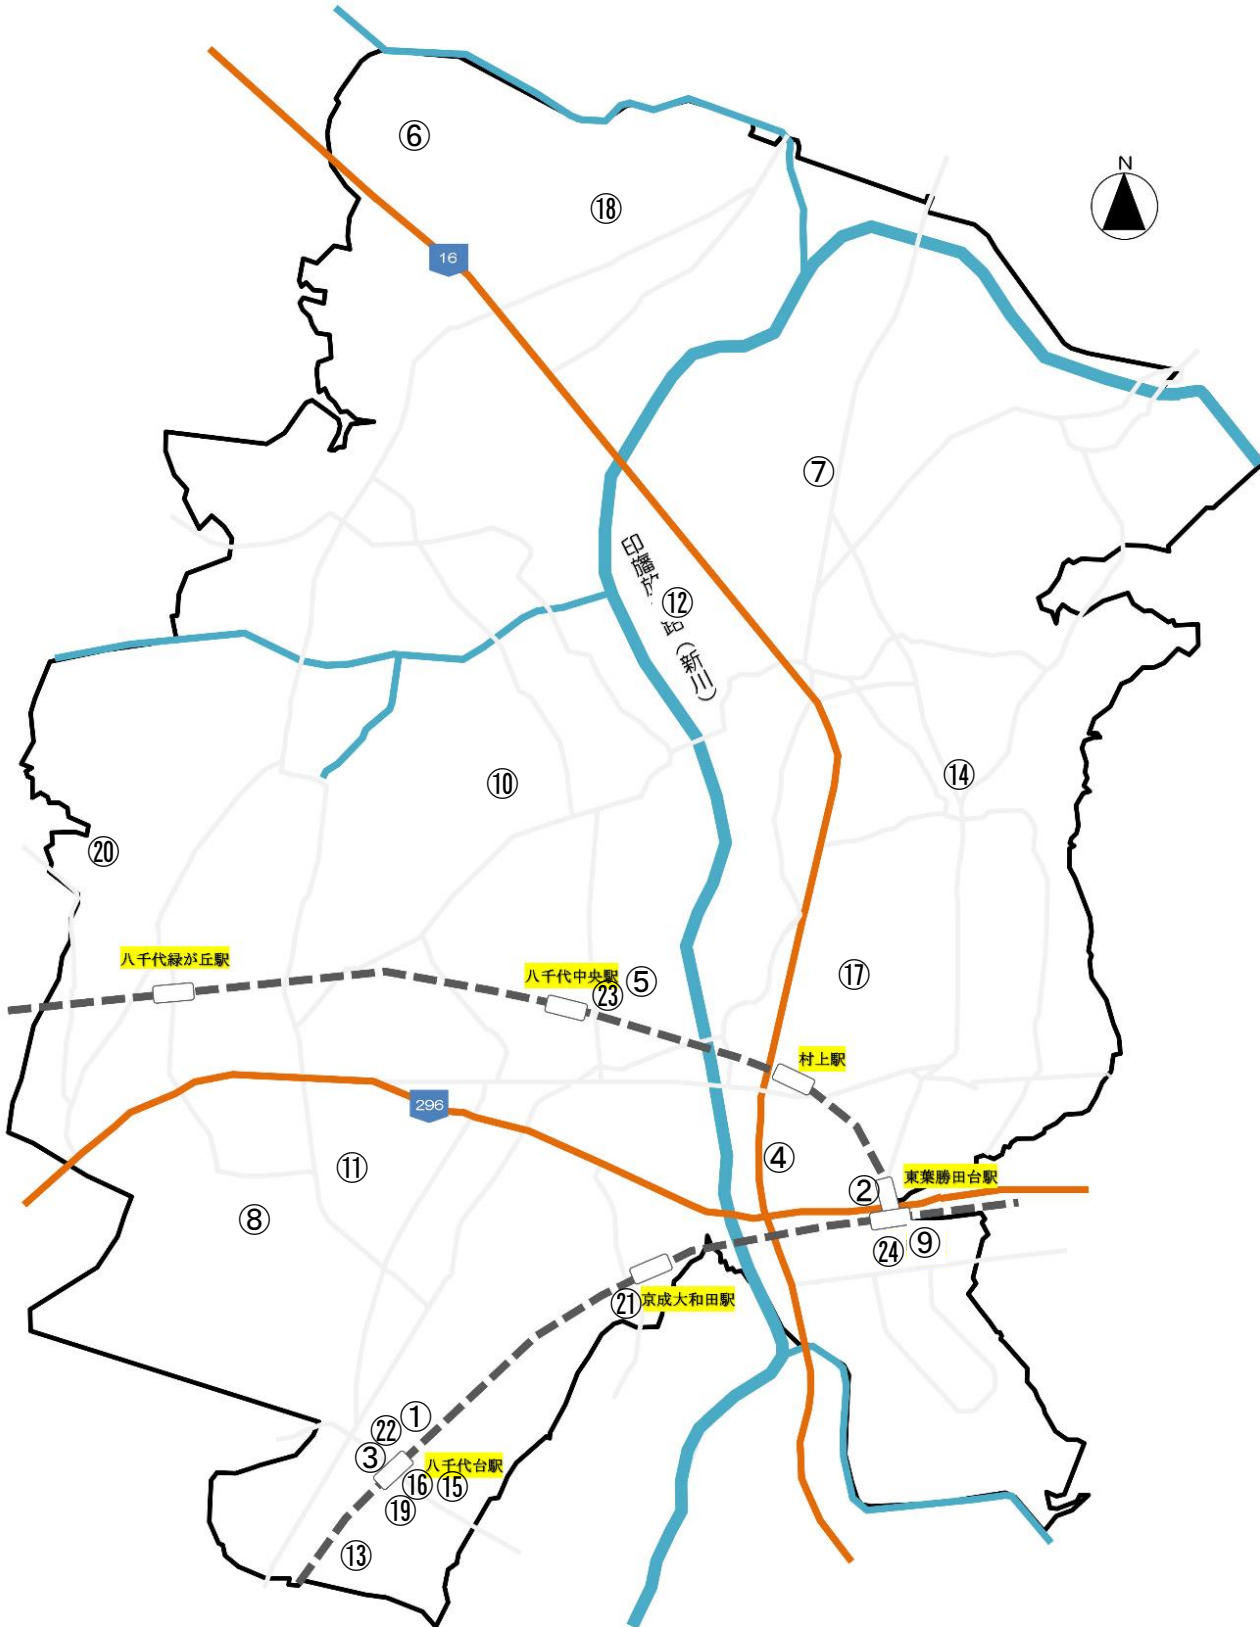 ⑥
N
⑱
16
⑦
印旛放
路(新川)
⑫
⑭
⑩
⑳
八千代緑が丘駅
八千代中央駅
⑤
㉓
⑰
村上駅
296
④
⑪
②
東葉勝田台駅
⑧
⑨
㉔
㉑
京成大和田駅
①
㉒
③
八千代台駅
⑯
⑮
⑲
⑬